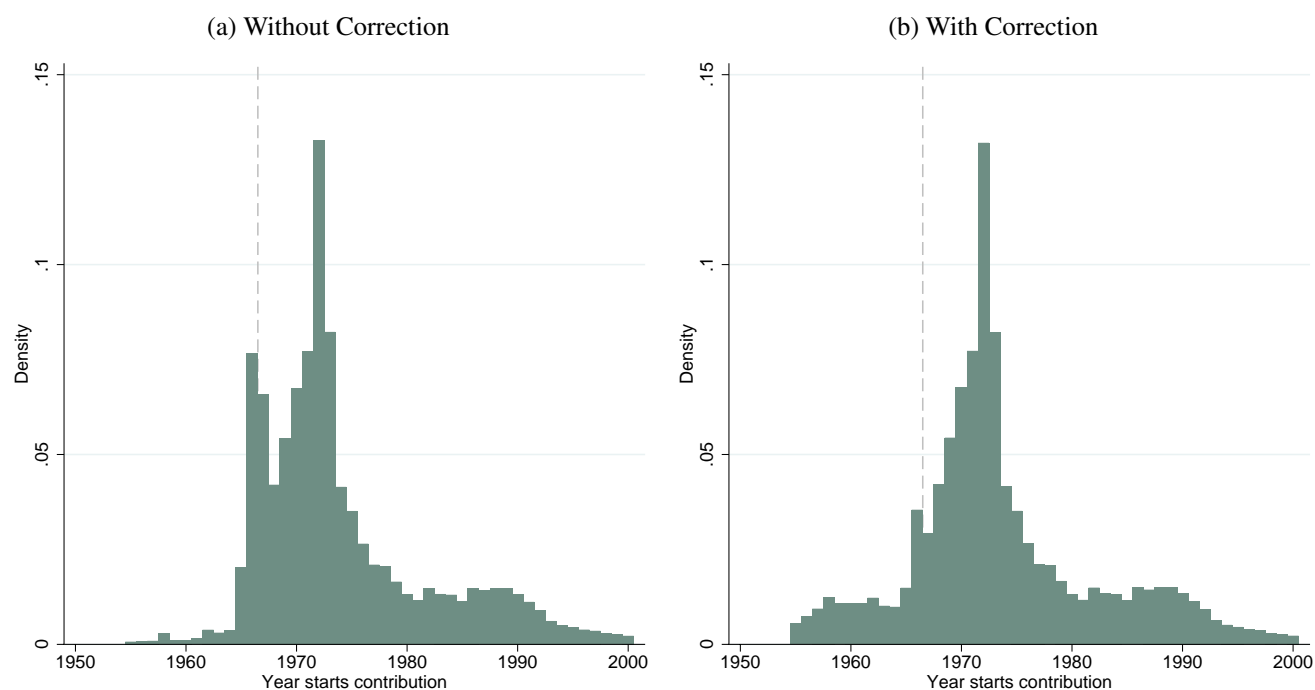 (a) Without Correction
.15
.1
.05
0
Density
1950 1960 1970 1980 1990 2000
Year starts contribution
(b) With Correction
.15
.1
.05
0
Density
1950 1960 1970 1980 1990 2000
Year starts contribution